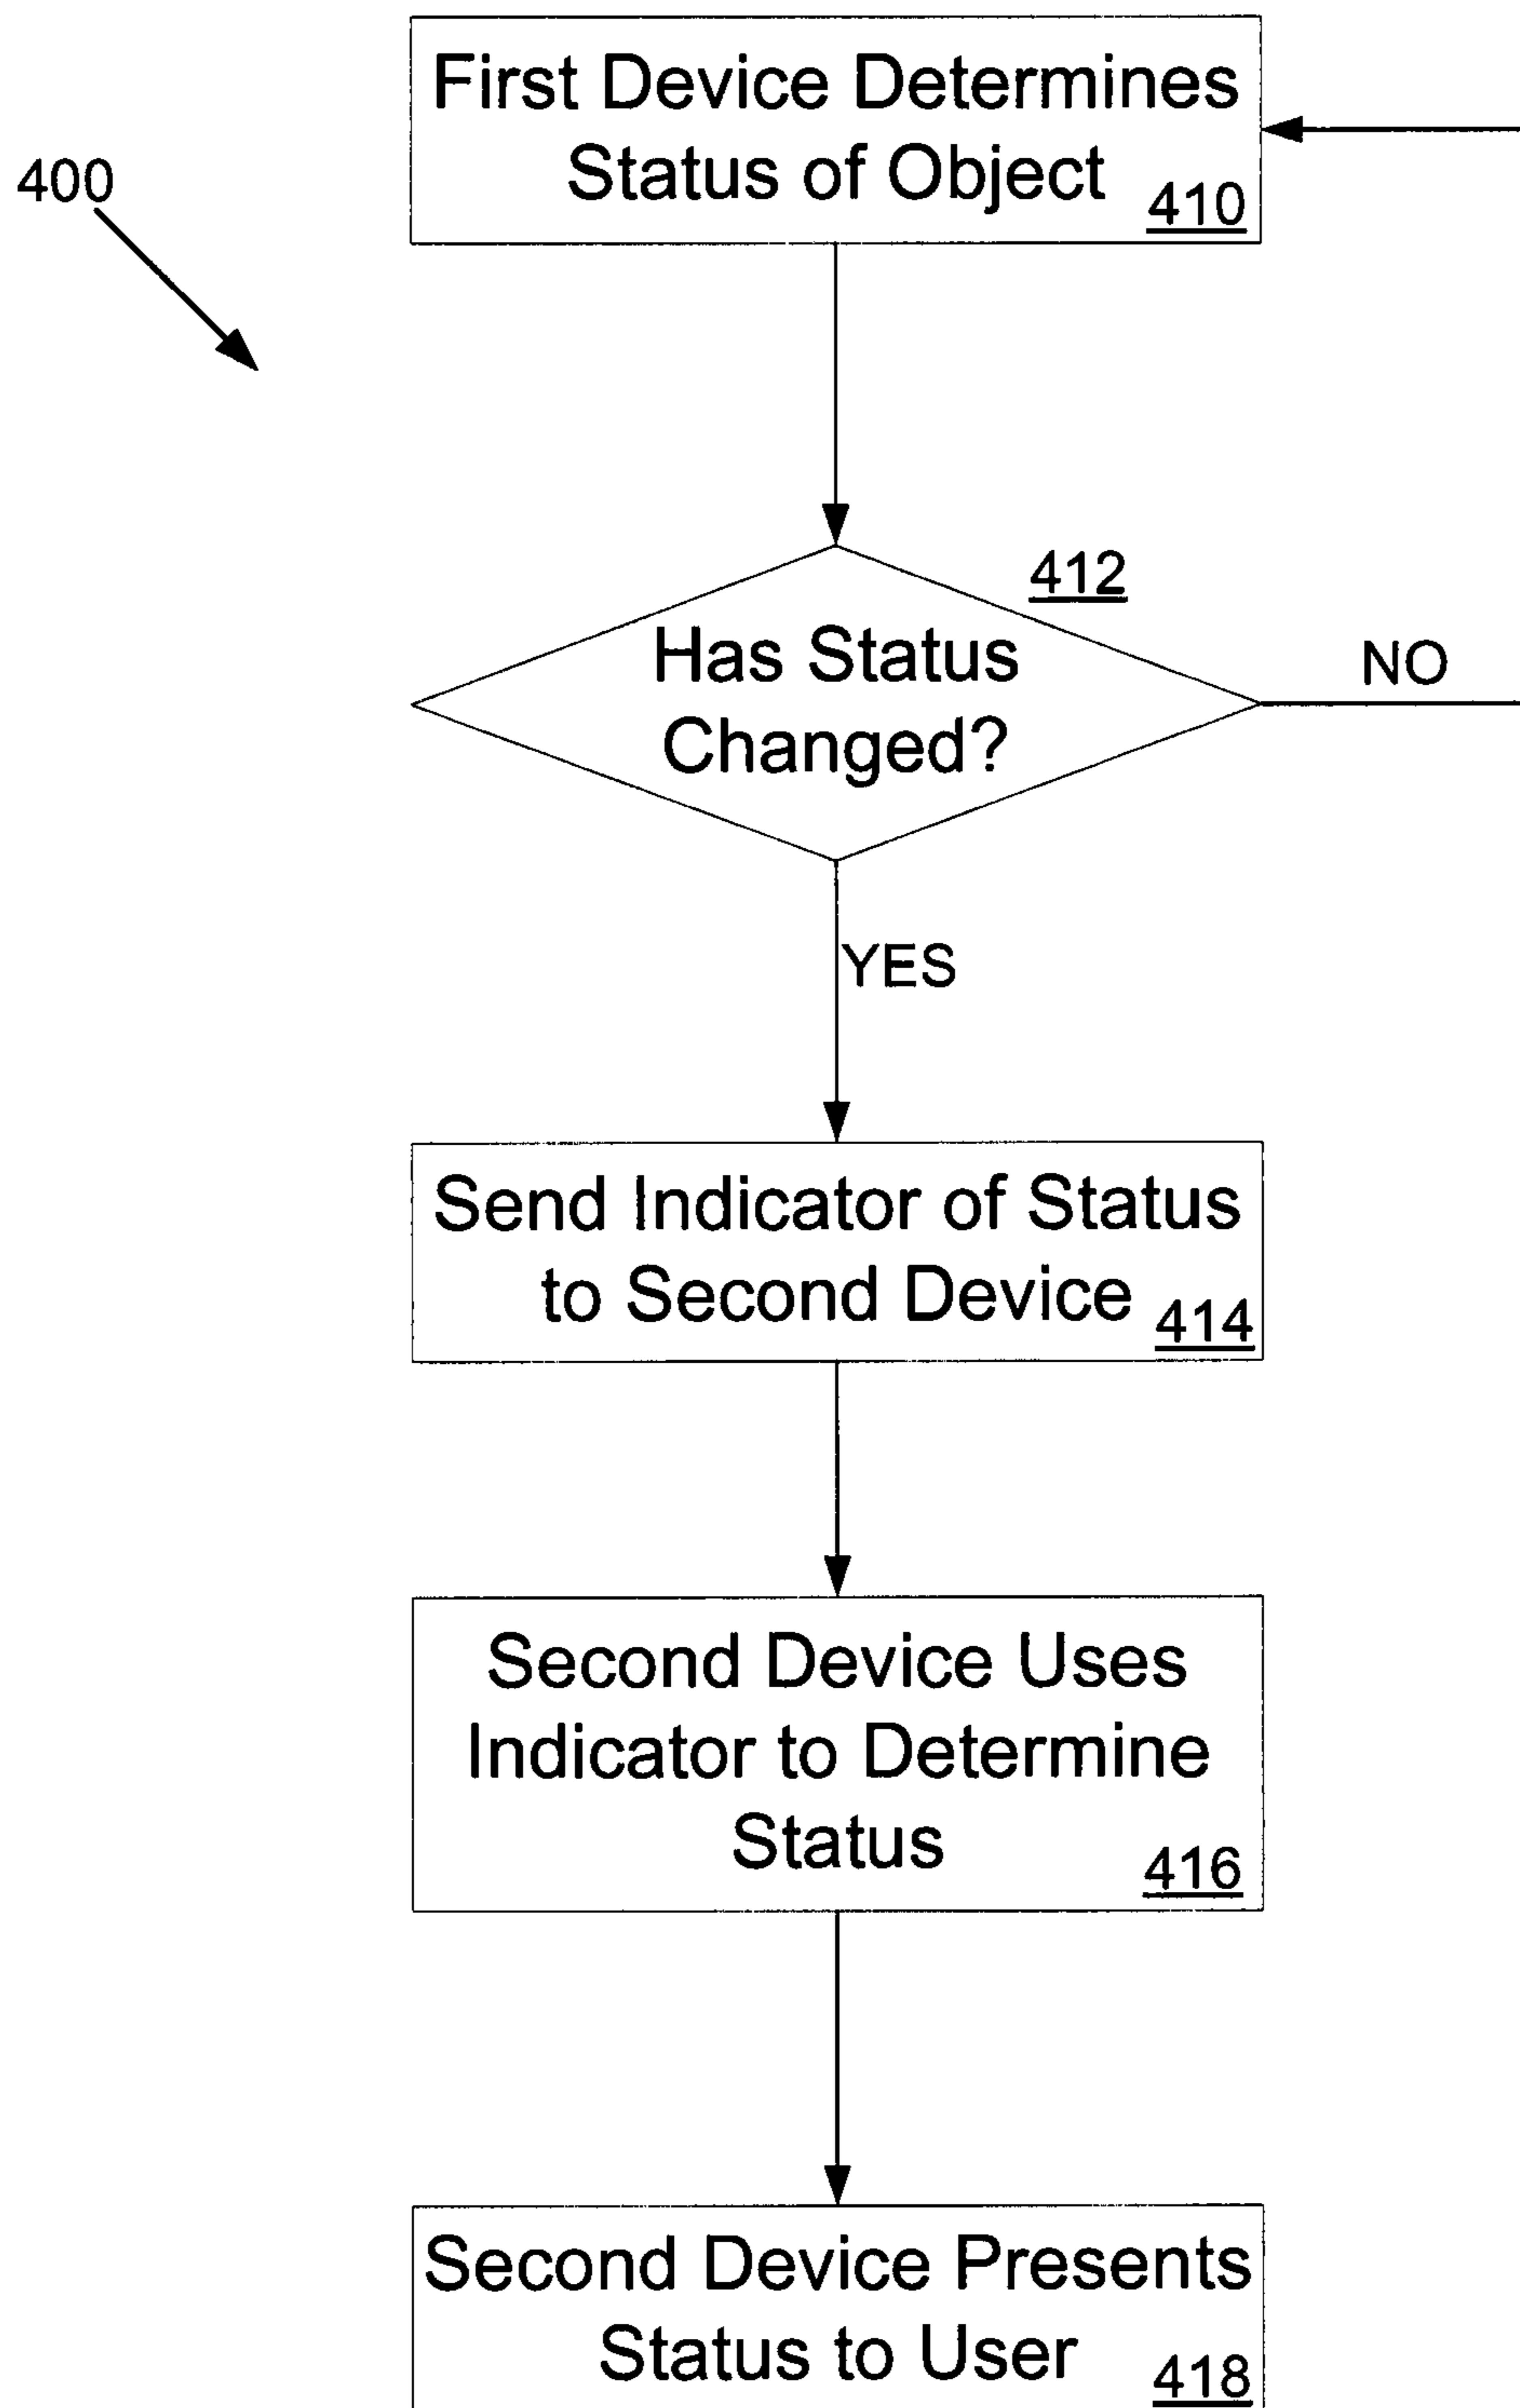 First Device Determines
Status of Object
410
400
412
Has Status
Changed?
NO
YES
Send Indicator of Status
to Second Device
414
Second Device Uses
Indicator to Determine
Status
416
Second Device Presents
Status to User
418